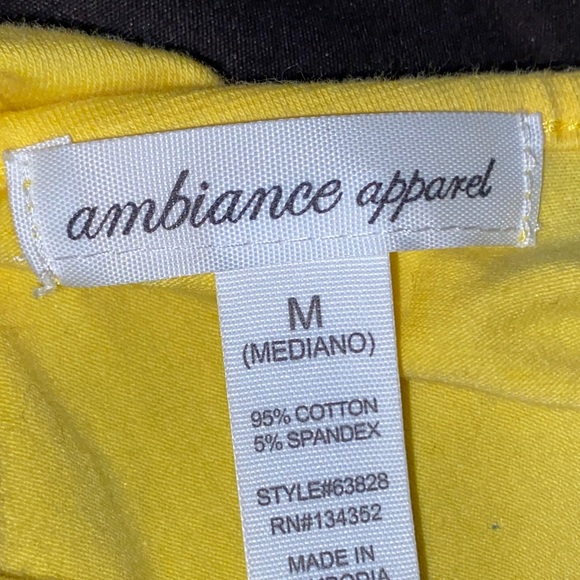 ambiance apparel
M
(MEDIANO)
95% COTTON
5% SPANDEX
STYLE#63828
RN#134352
MADE IN